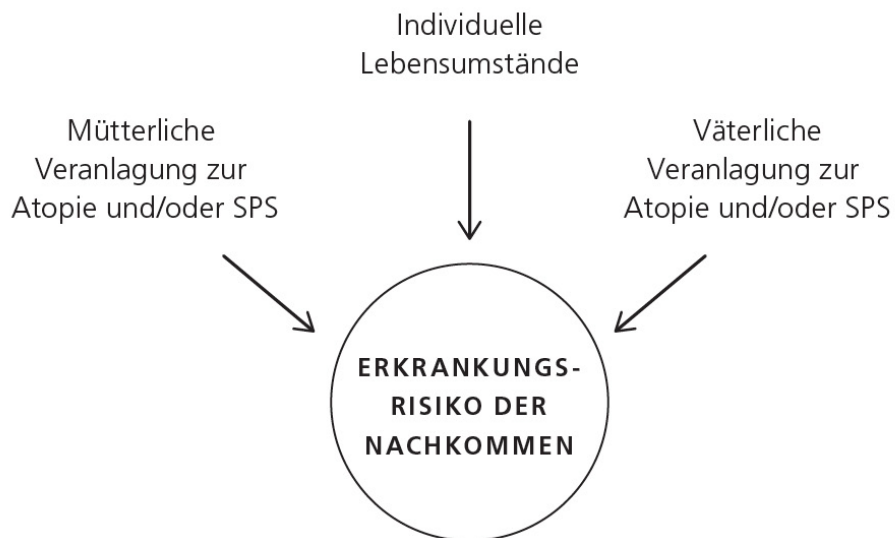 Individuelle
Lebensumstände
Mütterliche
Veranlagung zur
Atopie und/oder SPS
Väterliche
Veranlagung zur
Atopie und/oder SPS
ERKRANKUNGS-
RISIKO DER
NACHKOMMEN